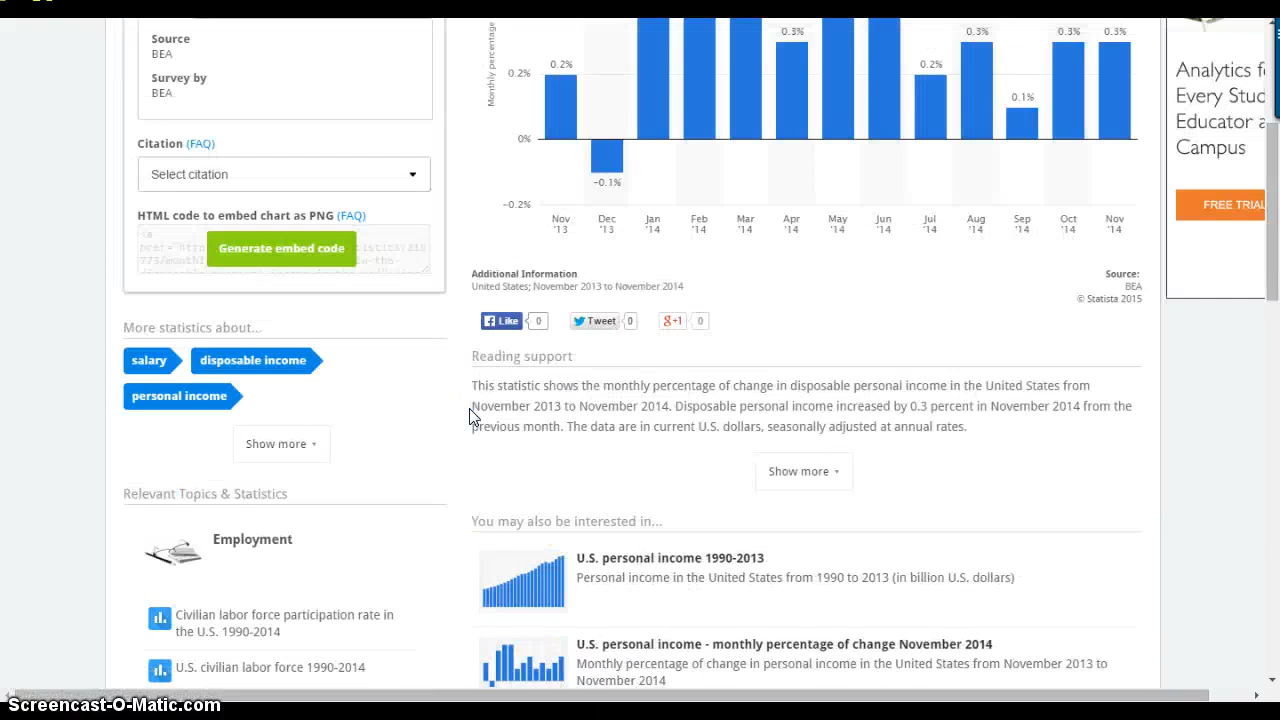 Source
BEA
Survey by
BEA
Citation (FAQ)
Select citation
HTML code to embed chart as PNG (FAQ)
Generate embed code
More statistics about...
salary
disposable income
personal income
Show more
Relevant Topics & Statistics
Employment
Civilian labor force participation rate in
the U.S. 1990-2014
U.S. civilian labor force 1990-2014
Monthly percentage
0.2%
0%
−0.2%
0.2%
−0.1%
0.3%
0.2%
0.3%
0.1%
0.3%
0.3%
Nov '13
Dec '13
Jan '14
Feb '14
Mar '14
Apr '14
May '14
Jun '14
Jul '14
Aug '14
Sep '14
Oct '14
Nov '14
Additional Information
United States; November 2013 to November 2014
Source:
BEA
© Statista 2015
Like 0
Tweet 0
g+1 0
Reading support
This statistic shows the monthly percentage of change in disposable personal income in the United States from
November 2013 to November 2014. Disposable personal income increased by 0.3 percent in November 2014 from the
previous month. The data are in current U.S. dollars, seasonally adjusted at annual rates.
Show more
You may also be interested in...
U.S. personal income 1990-2013
Personal income in the United States from 1990 to 2013 (in billion U.S. dollars)
U.S. personal income - monthly percentage of change November 2014
Monthly percentage of change in personal income in the United States from November 2013 to
November 2014
Analytics f
Every Stud
Educator a
Campus
FREE TRIAL
Screencast-O-Matic.com